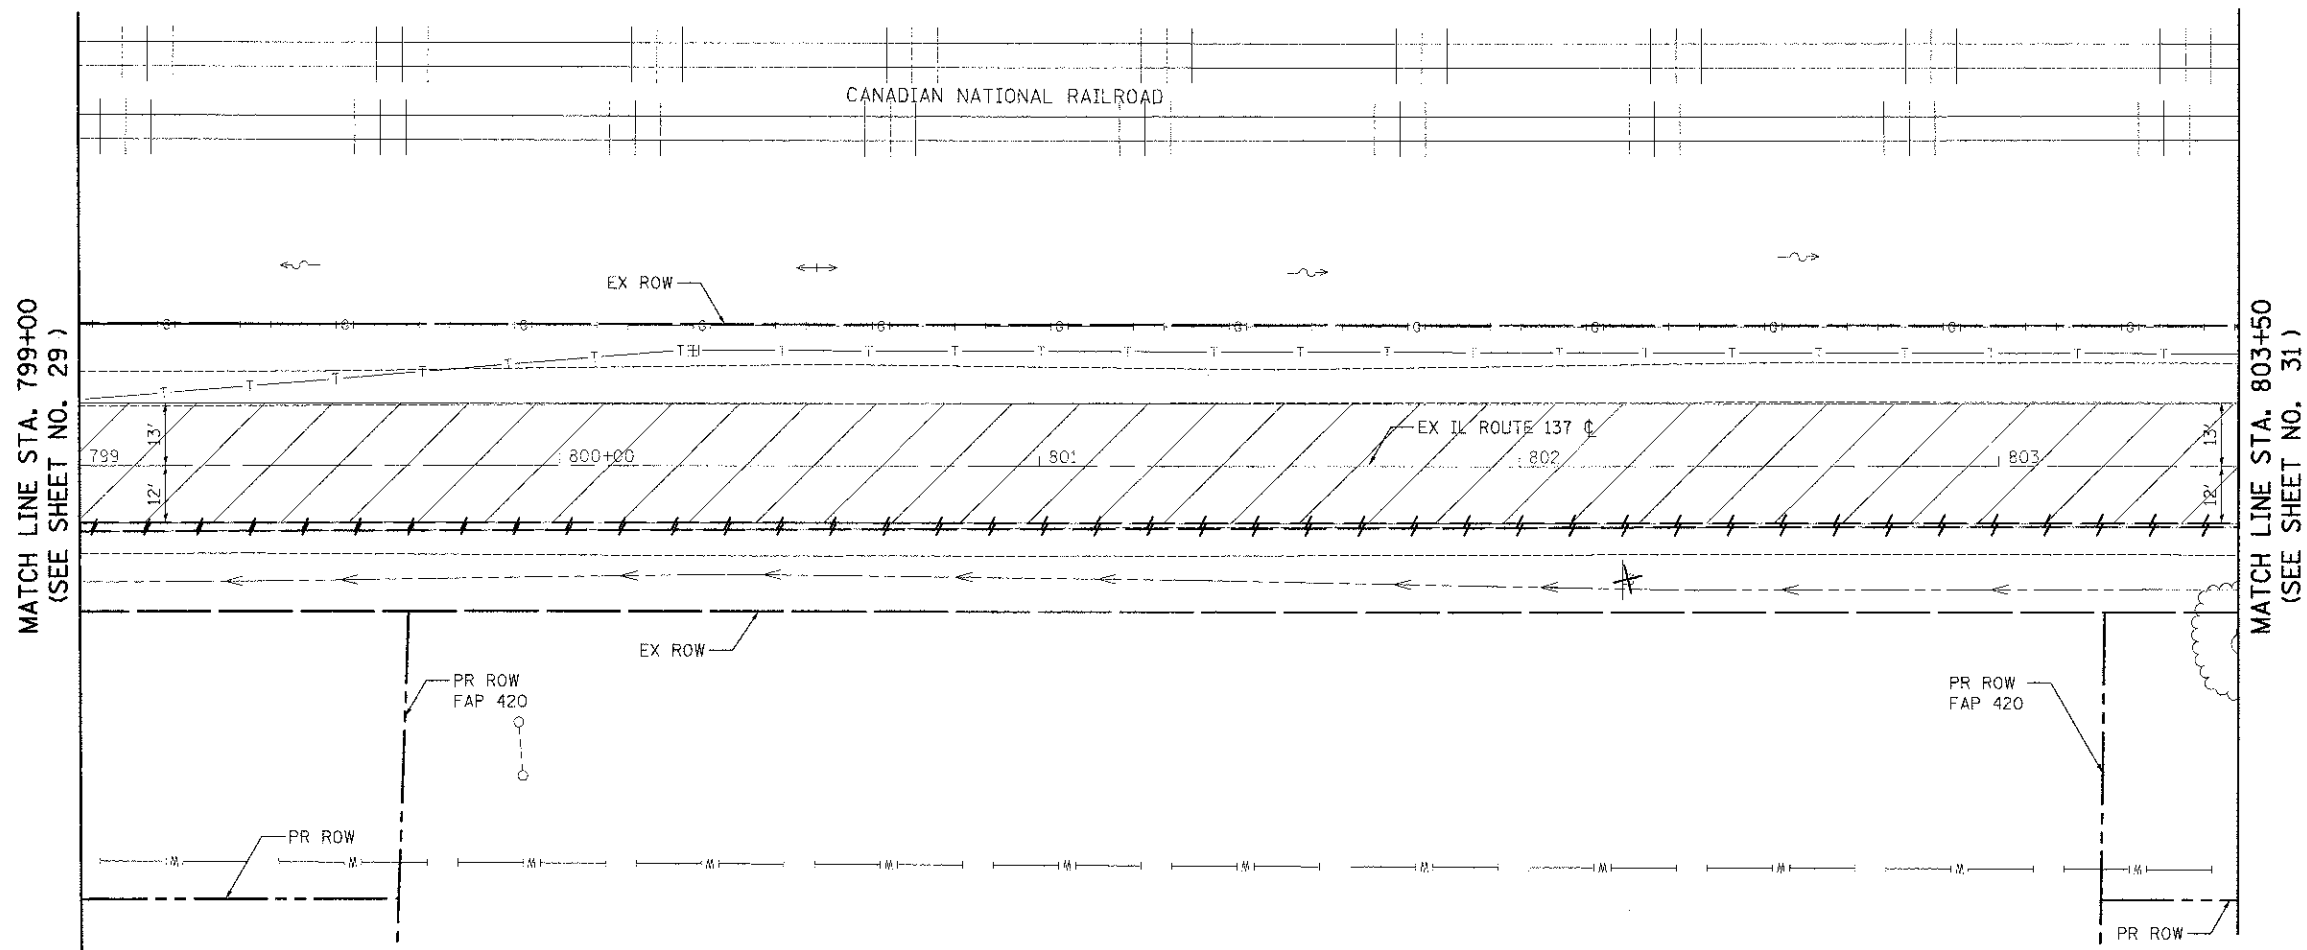 CANADIAN NATIONAL RAILROAD
EX ROW
MATCH LINE STA. 799+00
(SEE SHEET NO. 29 )
G G G G G G G G G G G G
T T T T T T T T T T T T T T T T T T T T T T T T
13'
12'
799
800+00
801
EX IL ROUTE 137 ℄
802
803
13'
12'
MATCH LINE STA. 803+50
(SEE SHEET NO. 31 )
EX ROW
PR ROW
FAP 420
PR ROW
FAP 420
PR ROW
W W W W W W W W W W W W
PR ROW